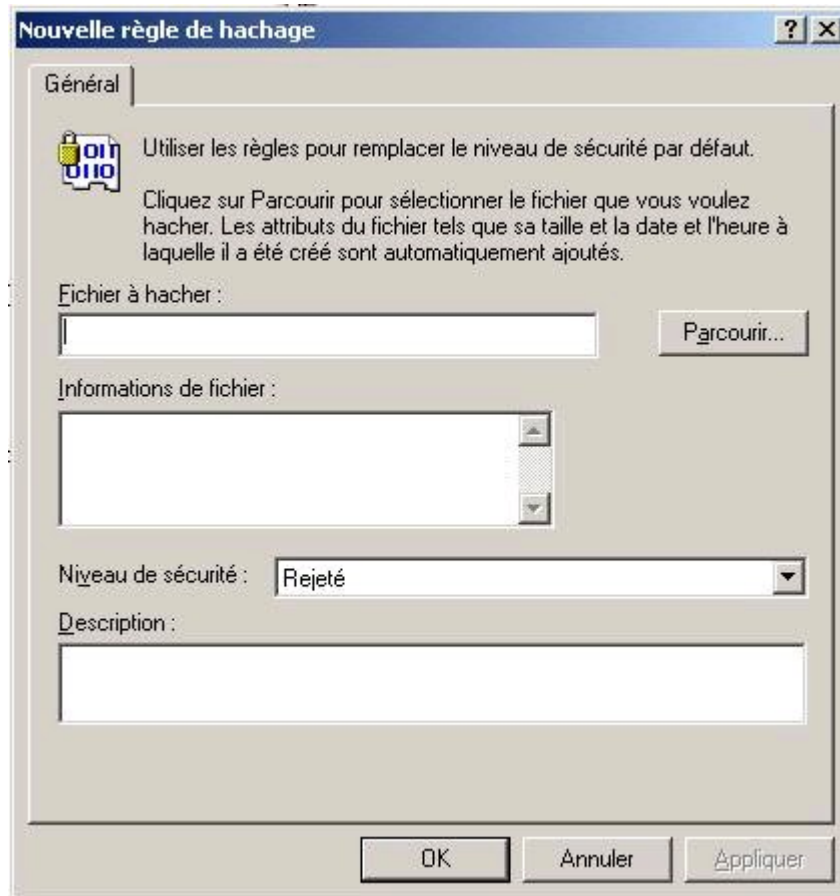 Nouvelle règle de hachage
Général
Utiliser les règles pour remplacer le niveau de sécurité par défaut.
Cliquez sur Parcourir pour sélectionner le fichier que vous voulez
hacher. Les attributs du fichier tels que sa taille et la date et l'heure à
laquelle il a été créé sont automatiquement ajoutés.
Fichier à hacher :
Parcourir...
Informations de fichier :
Niveau de sécurité : Rejeté
Description :
OK Annuler Appliquer